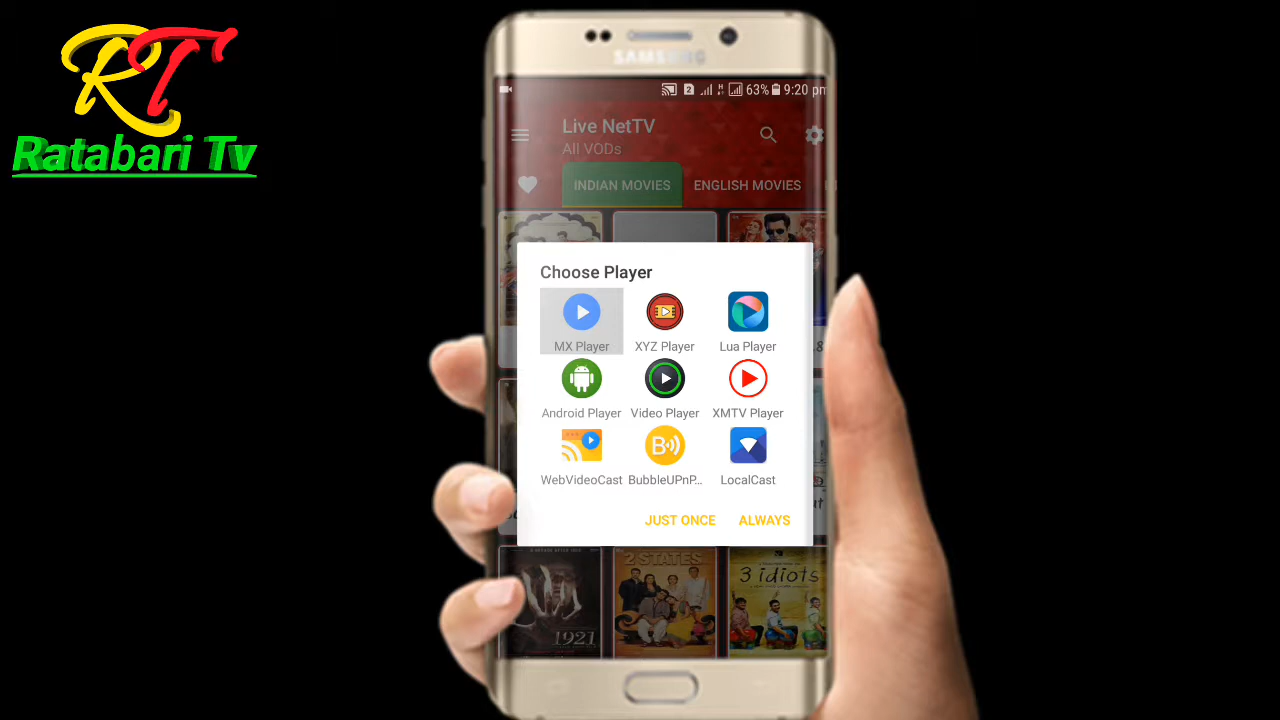 RT
Ratabari Tv
SAMSUNG
2 63% 9:20 pm
Live NetTV
All VODs
INDIAN MOVIES ENGLISH MOVIES
Choose Player
MX Player XYZ Player Lua Player
Android Player Video Player XMTV Player
WebVideoCast BubbleUPnP... LocalCast
JUST ONCE ALWAYS
1921
2 STATES
3 idiots